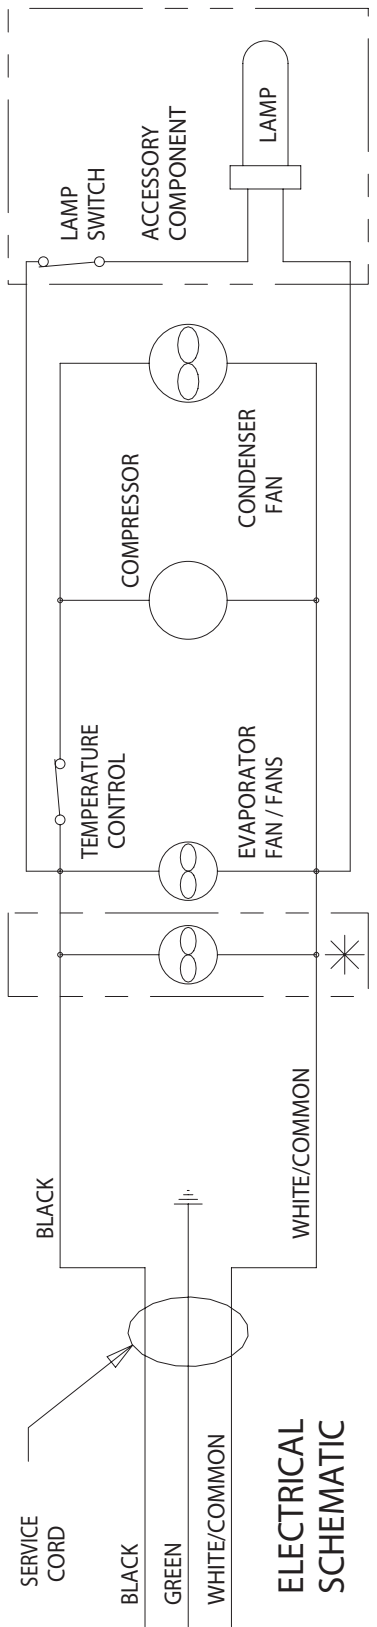 SERVICE
CORD
BLACK
GREEN
WHITE/COMMON
ELECTRICAL
SCHEMATIC
BLACK
WHITE/COMMON
TEMPERATURE
CONTROL
EVAPORATOR
FAN / FANS
COMPRESSOR
CONDENSER
FAN
LAMP
SWITCH
ACCESSORY
COMPONENT
LAMP